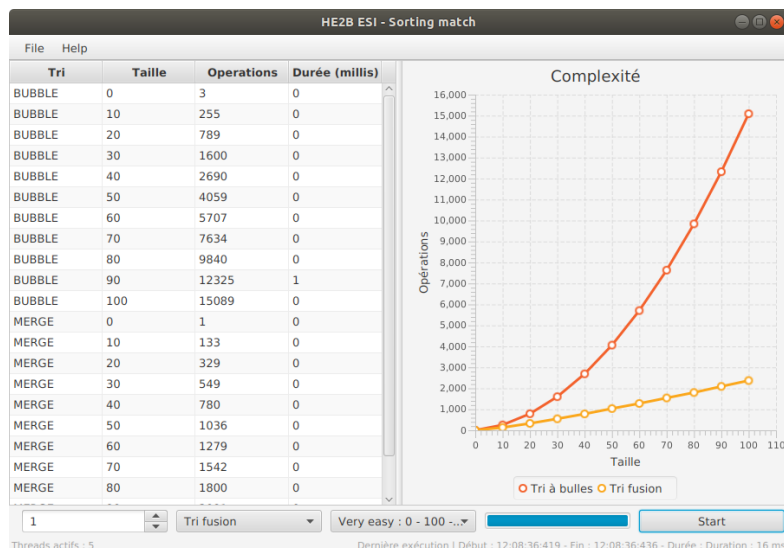 HE2B ESI - Sorting match
File Help
Tri Taille Operations Durée (millis)
BUBBLE 0 3 0
BUBBLE 10 255 0
BUBBLE 20 789 0
BUBBLE 30 1600 0
BUBBLE 40 2690 0
BUBBLE 50 4059 0
BUBBLE 60 5707 0
BUBBLE 70 7634 0
BUBBLE 80 9840 0
BUBBLE 90 12325 1
BUBBLE 100 15089 0
MERGE 0 1 0
MERGE 10 133 0
MERGE 20 329 0
MERGE 30 549 0
MERGE 40 780 0
MERGE 50 1036 0
MERGE 60 1279 0
MERGE 70 1542 0
MERGE 80 1800 0
Complexité
16,000
15,000
14,000
13,000
12,000
11,000
10,000
9,000
8,000
7,000
6,000
5,000
4,000
3,000
2,000
1,000
0
Opérations
0 10 20 30 40 50 60 70 80 90 100 110
Taille
Tri à bulles Tri fusion
1 Tri fusion Very easy : 0 - 100 -... Start
Threads actifs : 5 Dernière exécution | Début : 12:08:36:419 - Fin : 12:08:36:436 - Durée : Duration : 16 ms